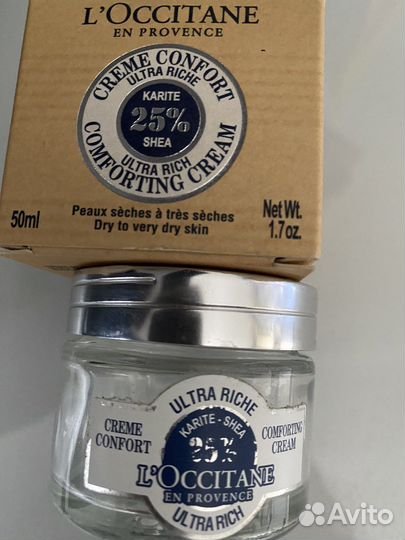 L'OCCITANE
EN PROVENCE
CREME CONFORT
ULTRA RICHE
KARITE
25%
SHEA
ULTRA RICH
COMFORTING CREAM
50ml
Peaux sèches à très sèches
Dry to very dry skin
Net Wt.
1.7 oz.
ULTRA RICHE
KARITE - SHEA
25%
CREME
CONFORT
COMFORTING
CREAM
L'OCCITANE
EN PROVENCE
ULTRA RICH
Avito